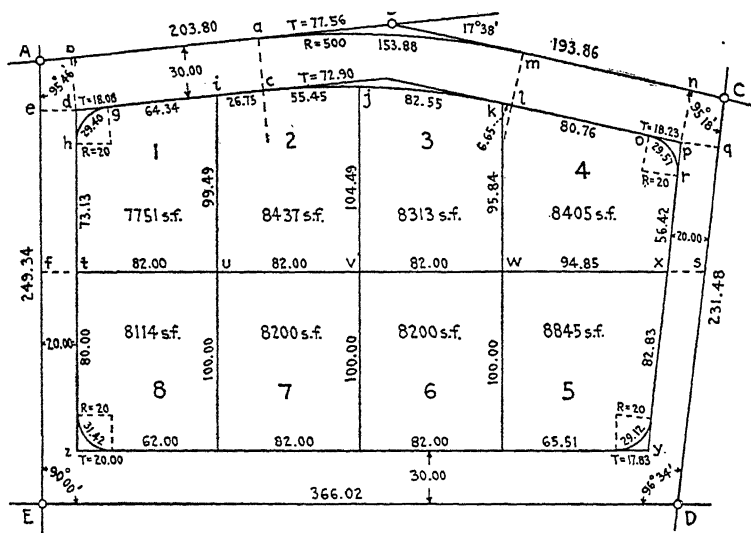 203.80 T=77.56 B
A b a R=500 153.88 17°38' 193.86
95°46' 30.00 m n C
e d T=18.08 g 64.34 i 26.75 c T=72.90 55.45 j 82.55 k l 80.76 T=18.23 95°18'
h 29.40 R=20 6.65 o 29.57 p q
R=20 r
1 2 3 4
73.13 99.49 104.49 95.84 56.42
7751 s.f. 8437 s.f. 8313 s.f. 8405 s.f.
20.00
f t u v w x s
249.34 82.00 82.00 82.00 94.85 231.48
20.00 80.00 100.00 100.00 100.00 82.83
8114 s.f. 8200 s.f. 8200 s.f. 8845 s.f.
8 7 6 5
R=20 R=20
31.42 29.12
z 62.00 82.00 82.00 65.51 y
T=20.00 T=17.83
90°00' 30.00 96°34'
366.02
E D